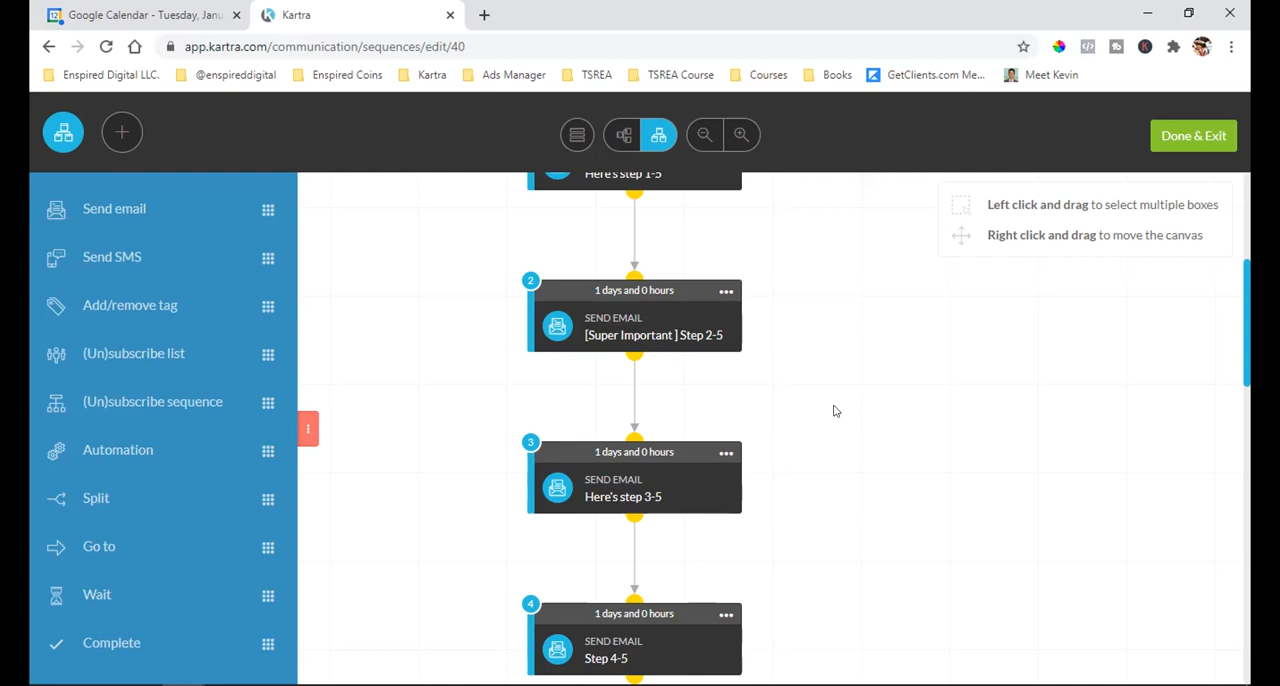 Google Calendar - Tuesday, Janu
Kartra
app.kartra.com/communication/sequences/edit/40
Enspired Digital LLC.
@enspireddigital
Enspired Coins
Kartra
Ads Manager
TSREA
TSREA Course
Courses
Books
GetClients.com Me...
Meet Kevin
Done & Exit
Send email
Send SMS
Add/remove tag
(Un)subscribe list
(Un)subscribe sequence
Automation
Split
Go to
Wait
Complete
Here's step 1-5
2
1 days and 0 hours
SEND EMAIL
[Super Important ] Step 2-5
3
1 days and 0 hours
SEND EMAIL
Here's step 3-5
4
1 days and 0 hours
SEND EMAIL
Step 4-5
Left click and drag to select multiple boxes
Right click and drag to move the canvas